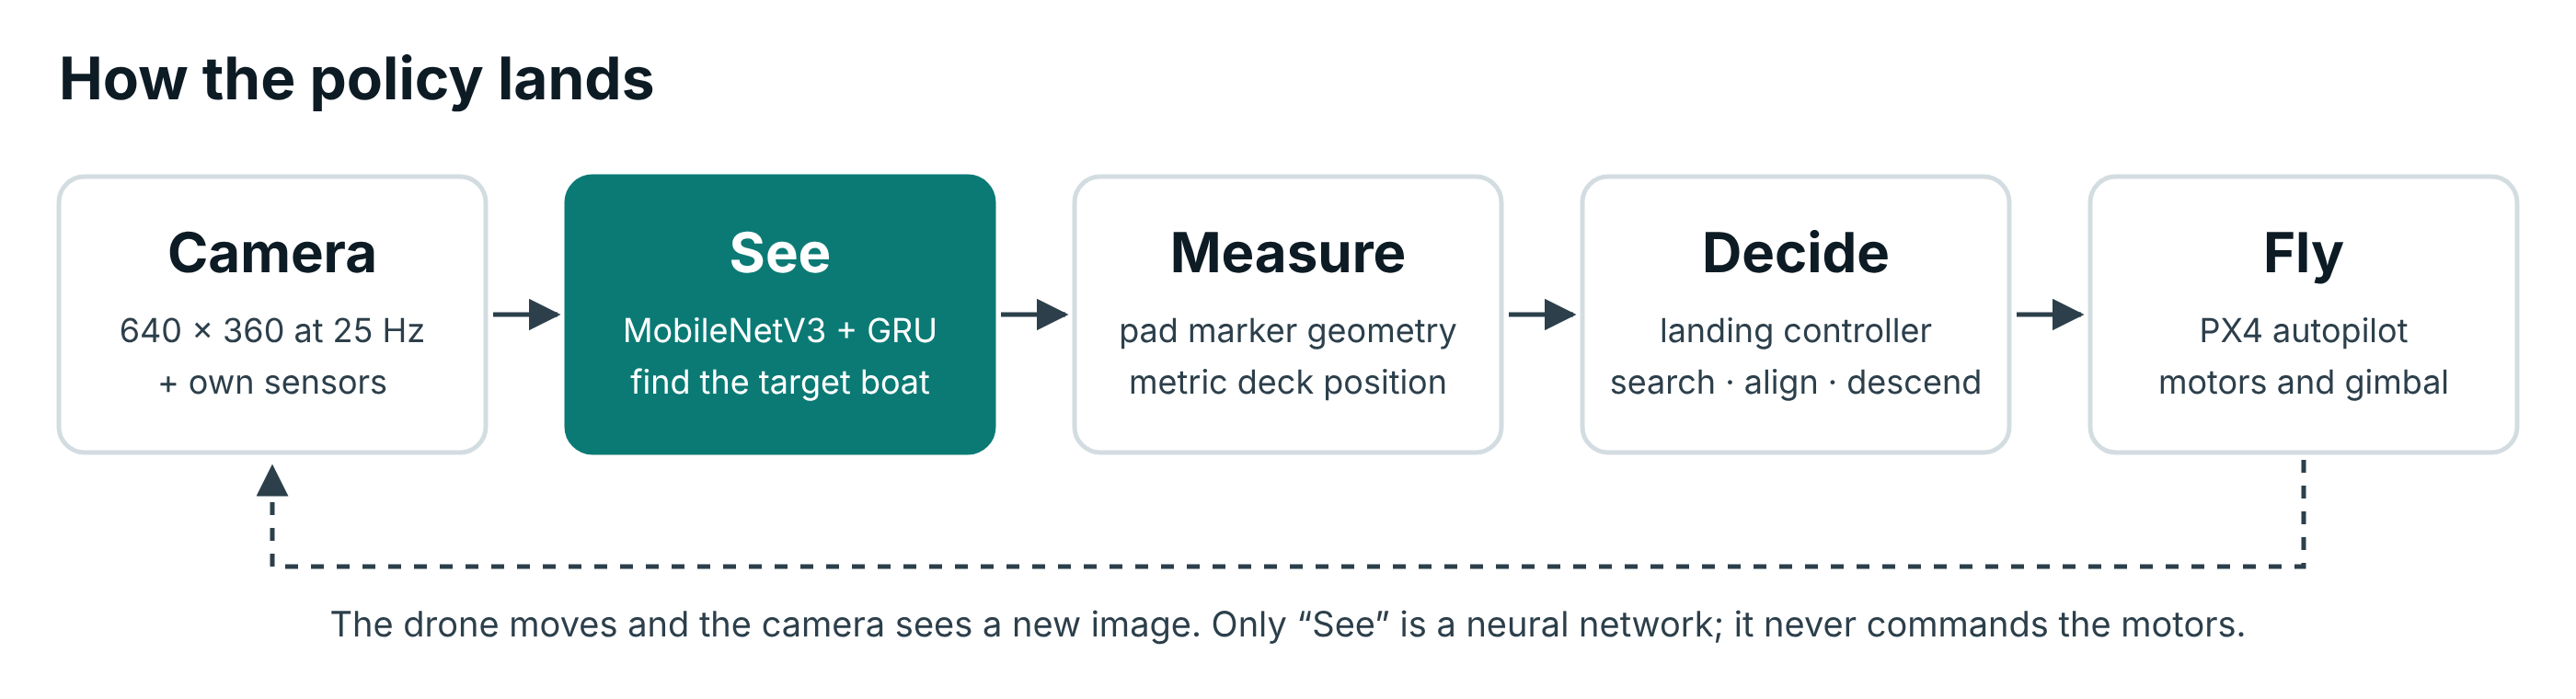 How the policy lands
Camera
640 × 360 at 25 Hz
+ own sensors
See
MobileNetV3 + GRU
find the target boat
Measure
pad marker geometry
metric deck position
Decide
landing controller
search · align · descend
Fly
PX4 autopilot
motors and gimbal
The drone moves and the camera sees a new image. Only “See” is a neural network; it never commands the motors.